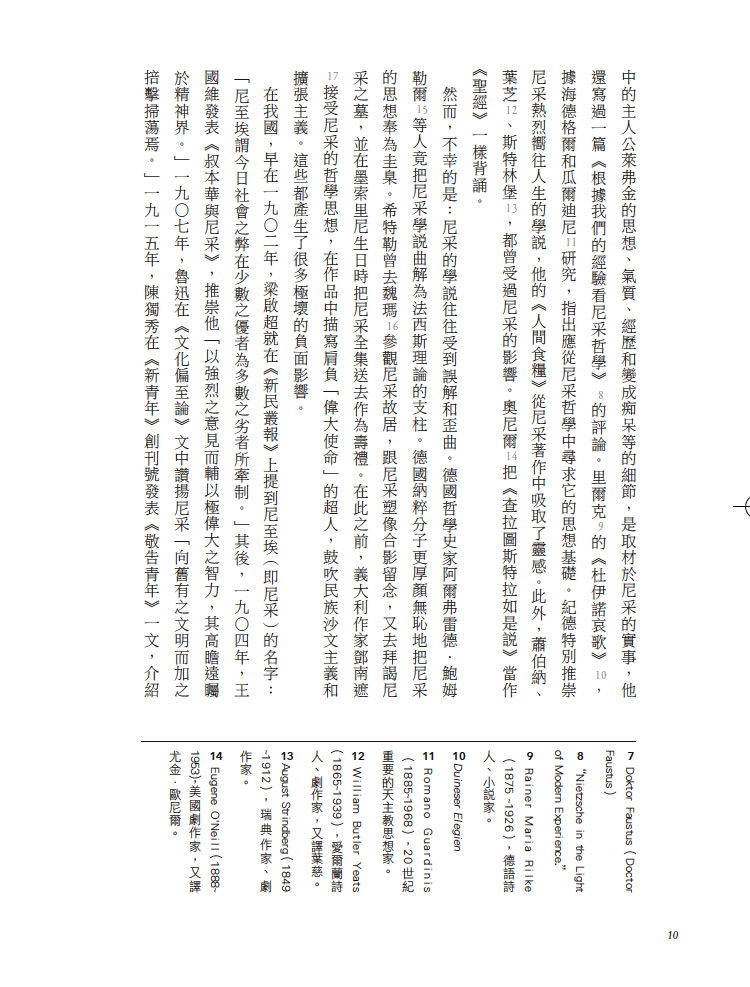 中的主人公萊弗金的思想、氣質、經歷和變成痴呆等的細節，是取材於尼采的實事，他
還寫過一篇《根據我們的經驗看尼采哲學》8的評論。里爾克9的《杜伊諾哀歌》10，
據海德格爾和瓜爾迪尼11研究，指出應從尼采哲學中尋求它的思想基礎。紀德特別推崇
尼采熱烈嚮往人生的學説，他的《人間食糧》從尼采著作中吸取了靈感。此外，蕭伯納、
葉芝12、斯特林堡13，都曾受過尼采的影響。奧尼爾14把《查拉圖斯特拉如是説》當作
《聖經》一樣背誦。
然而，不幸的是：尼采的學説往往受到誤解和歪曲。德國哲學史家阿爾弗雷德．鮑姆
勒爾15等人竟把尼采學説曲解為法西斯理論的支柱。德國納粹分子更厚顏無恥地把尼采
的思想奉為圭臬。希特勒曾去魏瑪16參觀尼采故居，跟尼采塑像合影留念，又去拜謁尼
采之墓，並在墨索里尼生日時把尼采全集送去作為壽禮。在此之前，義大利作家鄧南遮
17接受尼采的哲學思想，在作品中描寫肩負「偉大使命」的超人，鼓吹民族沙文主義和
擴張主義。這些都產生了很多極壞的負面影響。
在我國，早在一九〇二年，梁啟超就在《新民叢報》上提到尼至埃（即尼采）的名字：
「尼至埃謂今日社會之弊在少數之優者為多數之劣者所牽制。」其後，一九〇四年，王
國維發表《叔本華與尼采》，推崇他「以強烈之意見而輔以極偉大之智力，其高瞻遠矚
於精神界。」一九〇七年，魯迅在《文化偏至論》文中讚揚尼采「向舊有之文明而加之
掊擊掃蕩焉。」一九一五年，陳獨秀在《新青年》創刊號發表《敬告青年》一文，介紹
7 Doktor Faustus (Doctor
Faustus)
8 "Nietzsche in the Light
of Modern Experience."
9 Rainer Maria Rilke
(1875 -1926)，德語詩
人、小説家。
10 Duineser Elegien
11 Romano Guardinis
(1885-1968)，20世紀
重要的天主教思想家。
12 William Butler Yeats
(1865-1939)，愛爾蘭詩
人、劇作家，又譯葉慈。
13 August Strindberg (1849
-1912)，瑞典作家、劇
作家。
14 Eugene O'Neill (1888-
1953)，美國劇作家，又譯
尤金．歐尼爾。
10